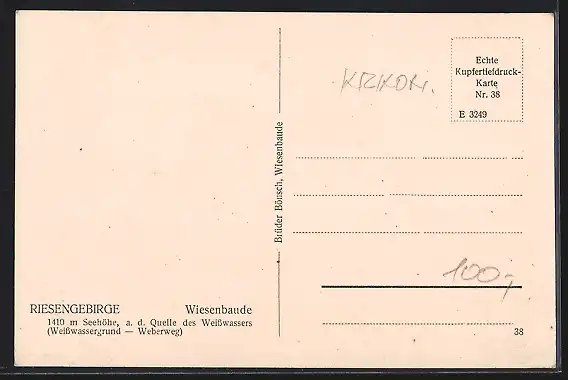 RIESENGEBIRGE Wiesenbaude
1410 m Seehöhe, a. d. Quelle des Weißwassers
(Weißwassergrund — Weberweg)
Brüder Bönsch, Wiesenbaude
KRKON.
Echte
Kupfertiefdruck-
Karte
Nr. 38
E 3249
100,-
38